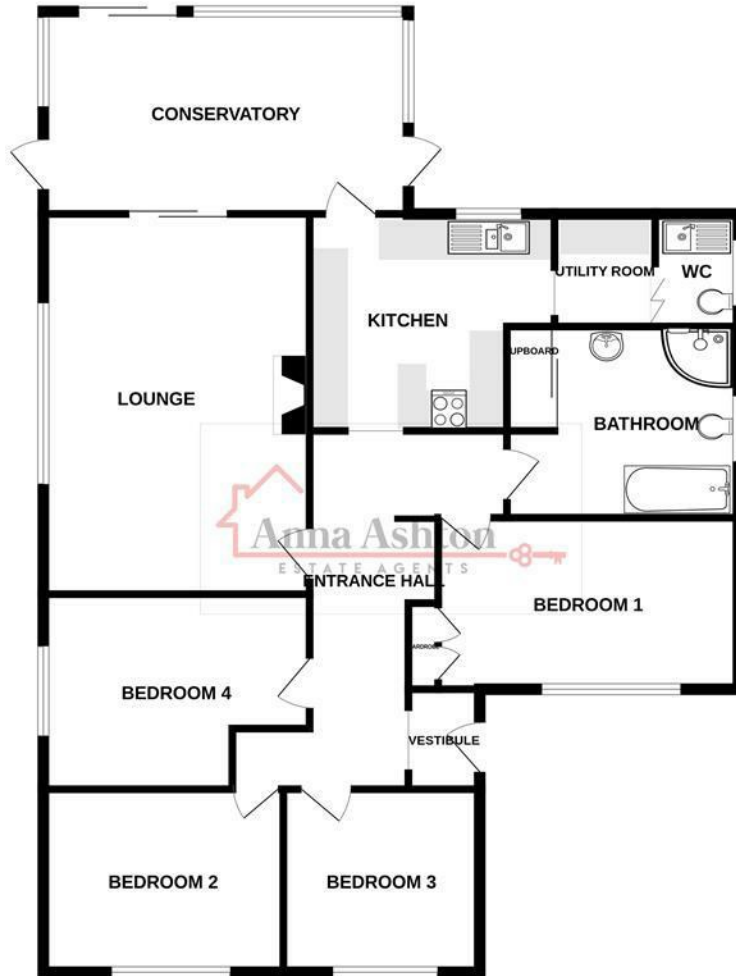 CONSERVATORY
UTILITY ROOM
WC
KITCHEN
UPBOARD
LOUNGE
BATHROOM
Anna Ashton
ESTATE AGENTS
ENTRANCE HALL
BEDROOM 1
ARDROBE
BEDROOM 4
VESTIBULE
BEDROOM 2
BEDROOM 3